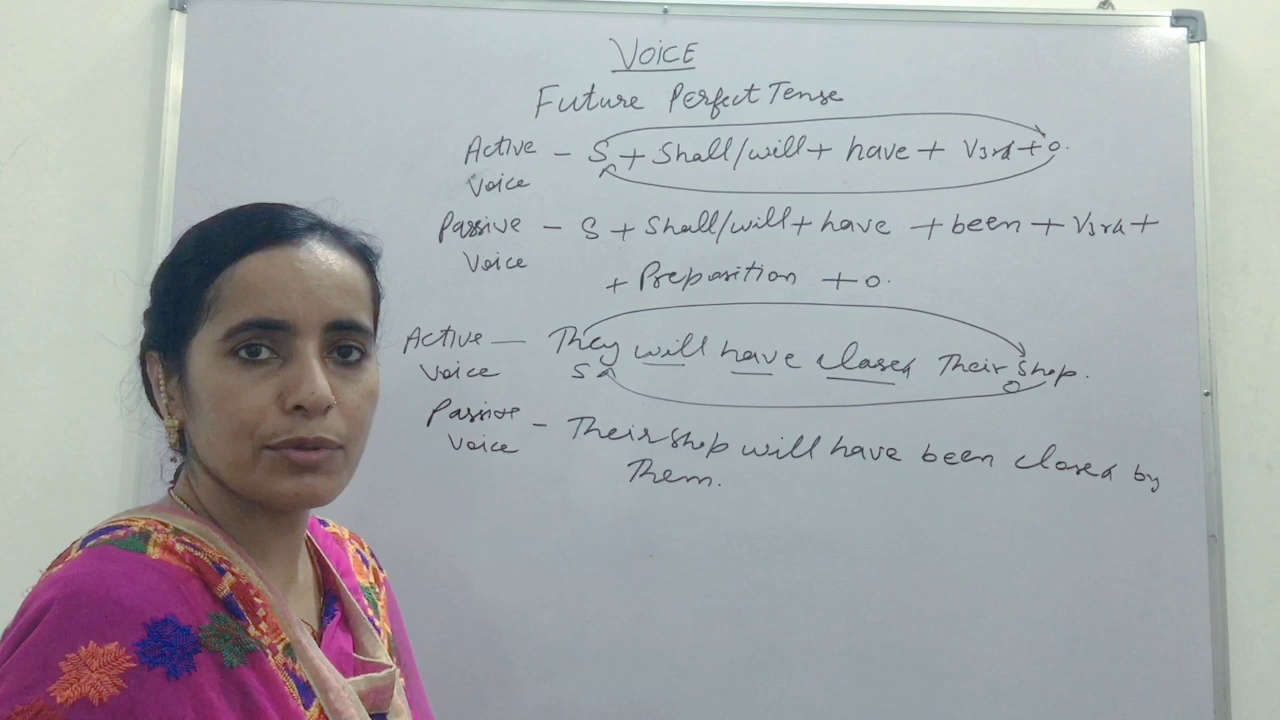 VOICE
Future Perfect Tense
Active Voice - S + Shall/will + have + V3rd + o.
Passive Voice - S + Shall/will + have + been + V3rd +
+ Preposition + o.
Active Voice — They will have closed Their shop.
S O
Passive Voice - Their shop will have been closed by
Them.